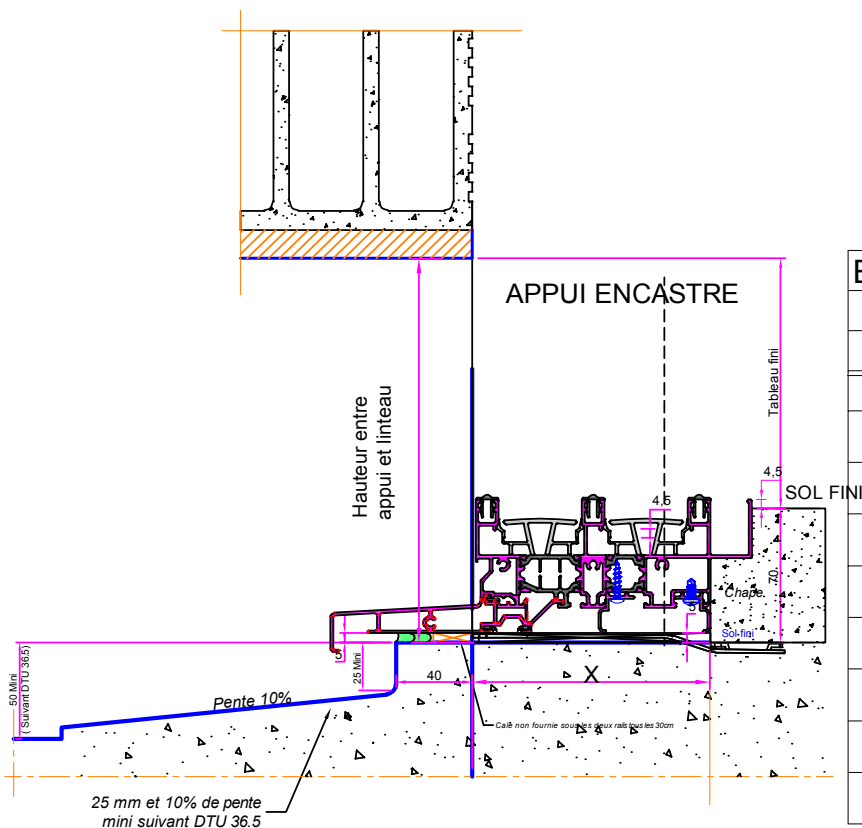 APPUI ENCASTRE
E
Hauteur entre
appui et linteau
Tableau fini
4,5
4,5
SOL FINI
70
Chape.
Sol fini
5
25 Mini
40
X
50 Mini
( Suivant DTU 36.5)
Pente 10%
Cale non fournie sous les deux rails tous les 30cm
25 mm et 10% de pente
mini suivant DTU 36.5